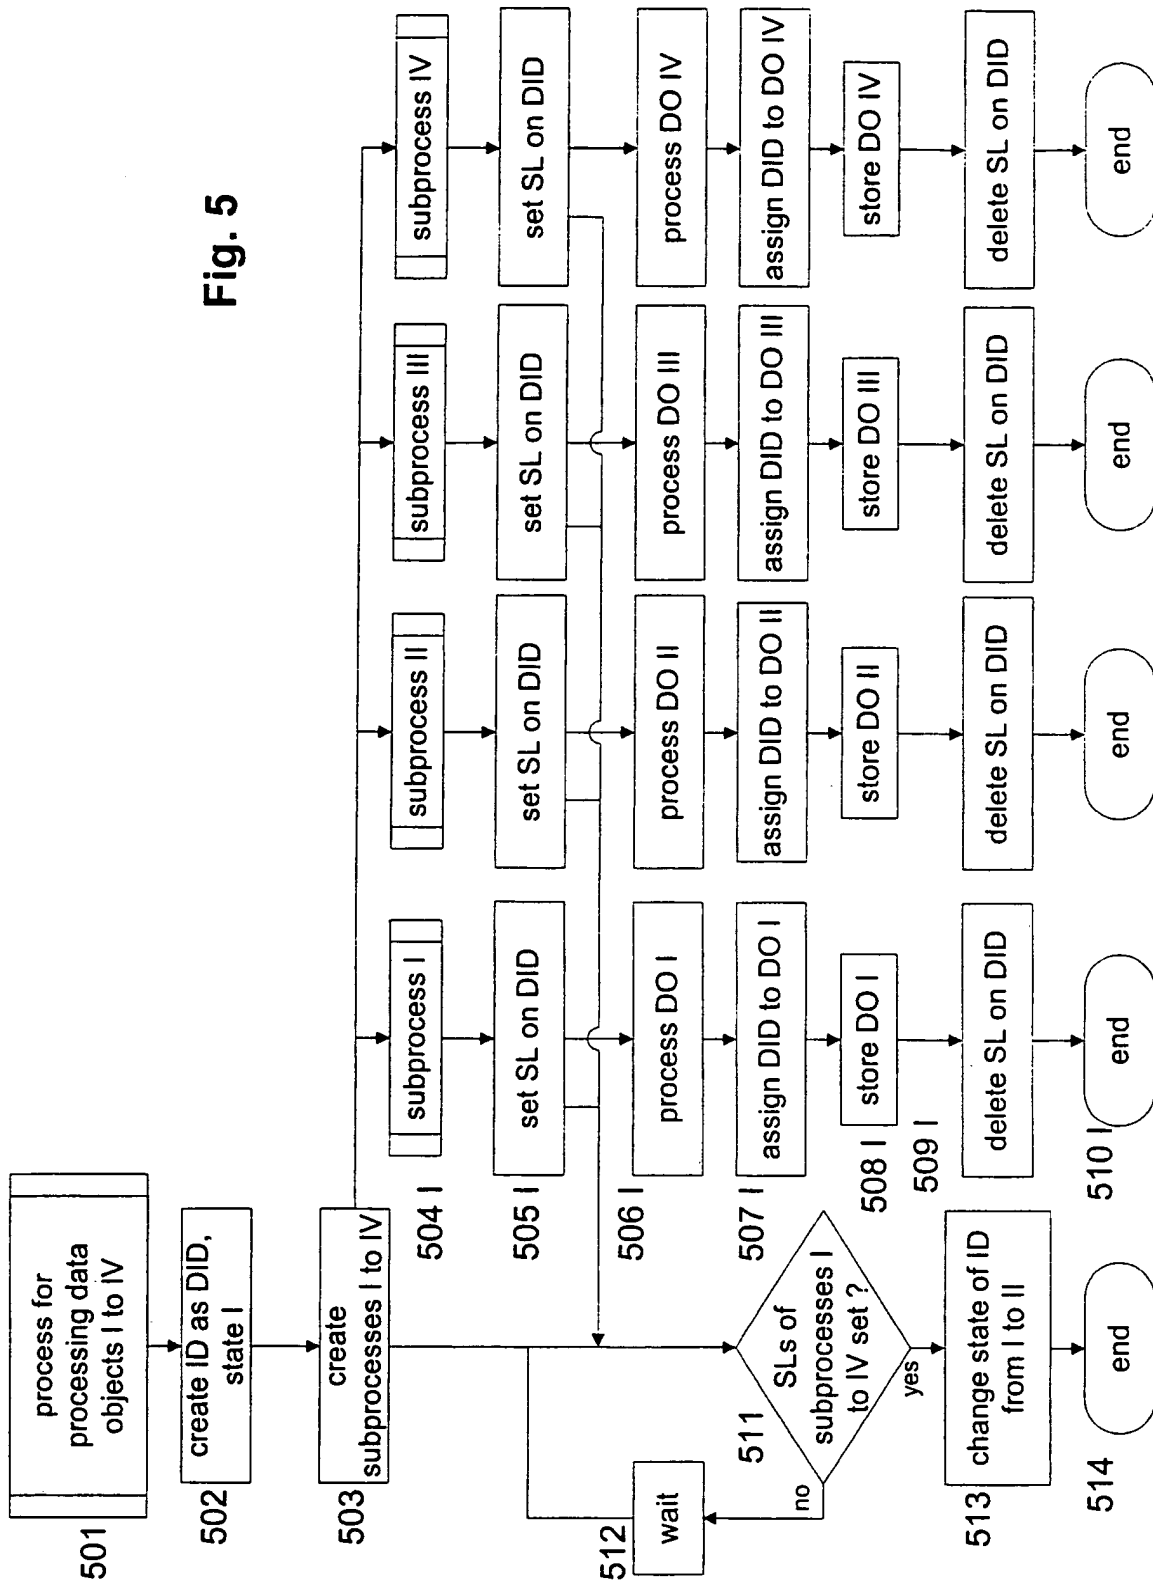 Fig. 5
501
process for
processing data
objects I to IV
502
create ID as DID,
state I
503
create
subprocesses I to IV
504 I
subprocess I
subprocess II
subprocess III
subprocess IV
505 I
set SL on DID
set SL on DID
set SL on DID
set SL on DID
506 I
process DO I
process DO II
process DO III
process DO IV
507 I
assign DID to DO I
assign DID to DO II
assign DID to DO III
assign DID to DO IV
508 I
store DO I
store DO II
store DO III
store DO IV
509 I
delete SL on DID
delete SL on DID
delete SL on DID
delete SL on DID
510 I
end
end
end
end
511
SLs of
subprocesses I
to IV set ?
no
yes
512
wait
513
change state of ID
from I to II
514
end